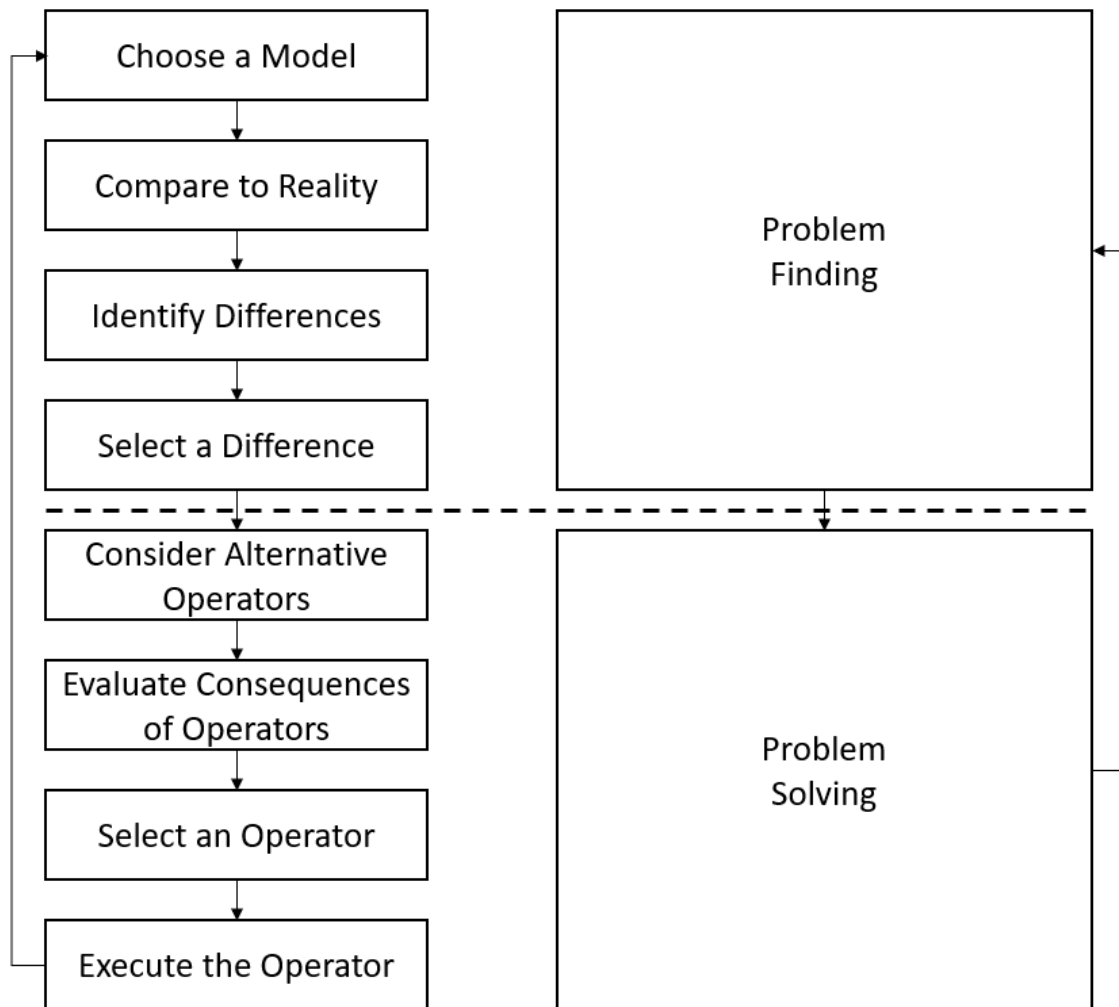 Choose a Model
Compare to Reality
Identify Differences
Select a Difference
Consider Alternative
Operators
Evaluate Consequences
of Operators
Select an Operator
Execute the Operator
Problem
Finding
Problem
Solving